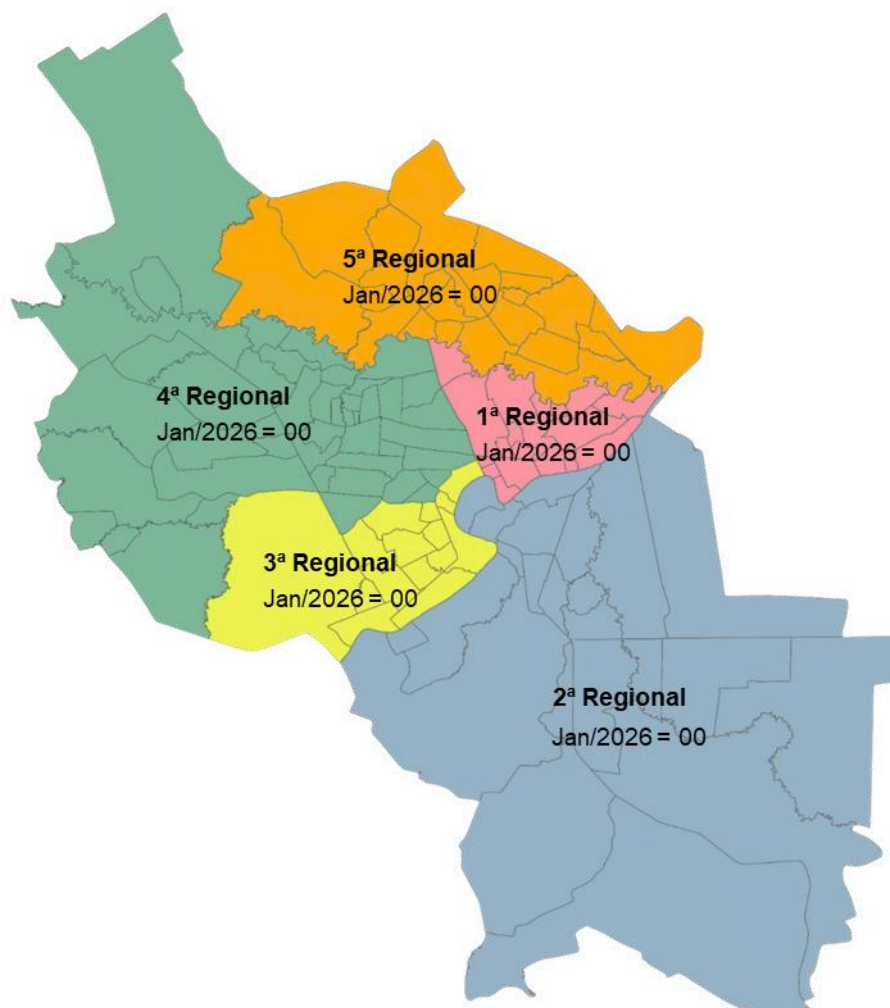 5ª Regional
Jan/2026 = 00
4ª Regional
Jan/2026 = 00
1ª Regional
Jan/2026 = 00
3ª Regional
Jan/2026 = 00
2ª Regional
Jan/2026 = 00